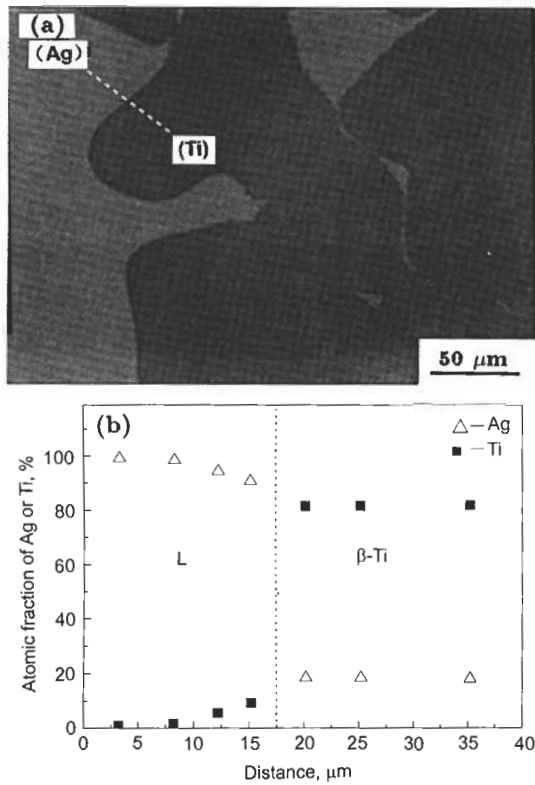 (a)
(Ag)
(Ti)
50 μm
(b)
△ – Ag
■ – Ti
Atomic fraction of Ag or Ti, %
100
80
60
40
20
0
L
β-Ti
0 5 10 15 20 25 30 35 40
Distance, μm